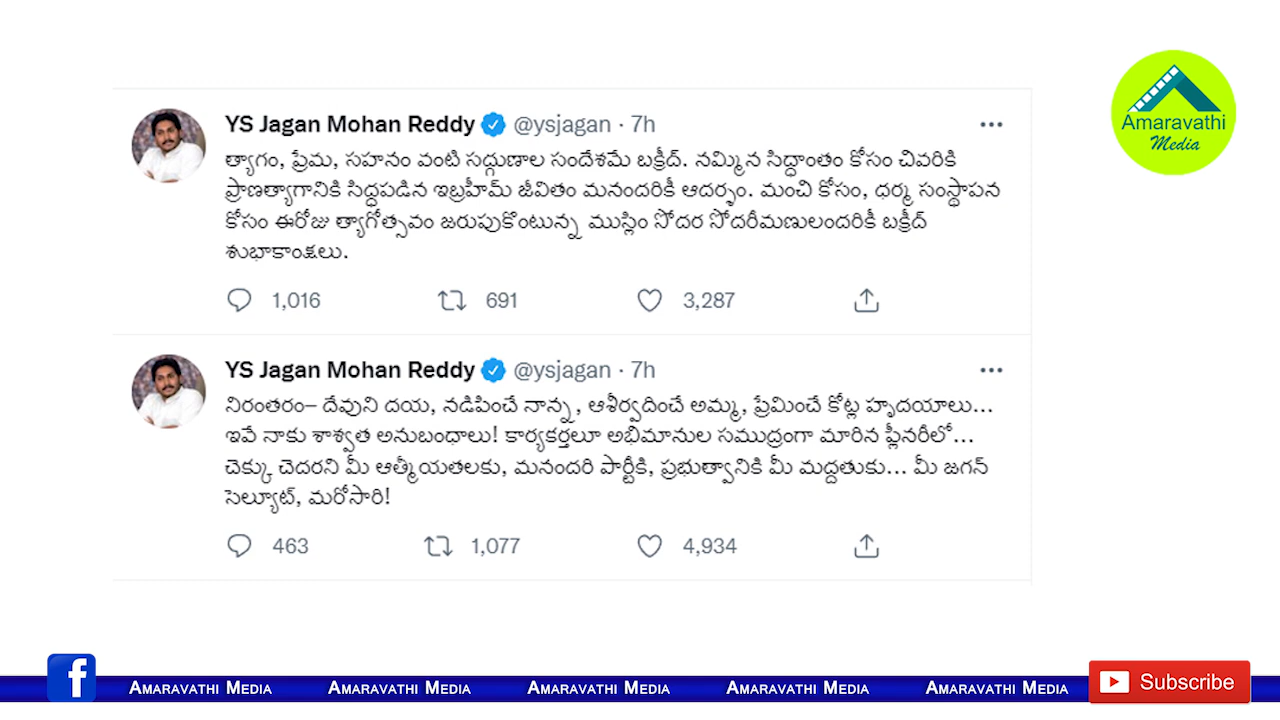 YS Jagan Mohan Reddy @ysjagan · 7h
త్యాగం, ప్రేమ, సహనం వంటి సద్గుణాల సందేశమే బక్రీద్. నమ్మిన సిద్ధాంతం కోసం చివరికి
ప్రాణత్యాగానికి సిద్ధపడిన ఇబ్రహీమ్ జీవితం మనందరికీ ఆదర్శం. మంచి కోసం, ధర్మ సంస్థాపన
కోసం ఈరోజు త్యాగోత్సవం జరుపుకొంటున్న ముస్లిం సోదర సోదరీమణులందరికీ బక్రీద్
శుభాకాంక్షలు.
1,016 691 3,287
YS Jagan Mohan Reddy @ysjagan · 7h
నిరంతరం– దేవుని దయ, నడిపించే నాన్న, ఆశీర్వదించే అమ్మ, ప్రేమించే కోట్ల హృదయాలు...
ఇవే నాకు శాశ్వత అనుబంధాలు! కార్యకర్తలూ అభిమానుల సముద్రంగా మారిన ప్లీనరీలో...
చెక్కు చెదరని మీ ఆత్మీయతలకు, మనందరి పార్టీకి, ప్రభుత్వానికి మీ మద్దతుకు... మీ జగన్
సెల్యూట్, మరోసారి!
463 1,077 4,934
Amaravathi
Media
f AMARAVATHI MEDIA AMARAVATHI MEDIA AMARAVATHI MEDIA AMARAVATHI MEDIA AMARAVATHI MEDIA Subscribe